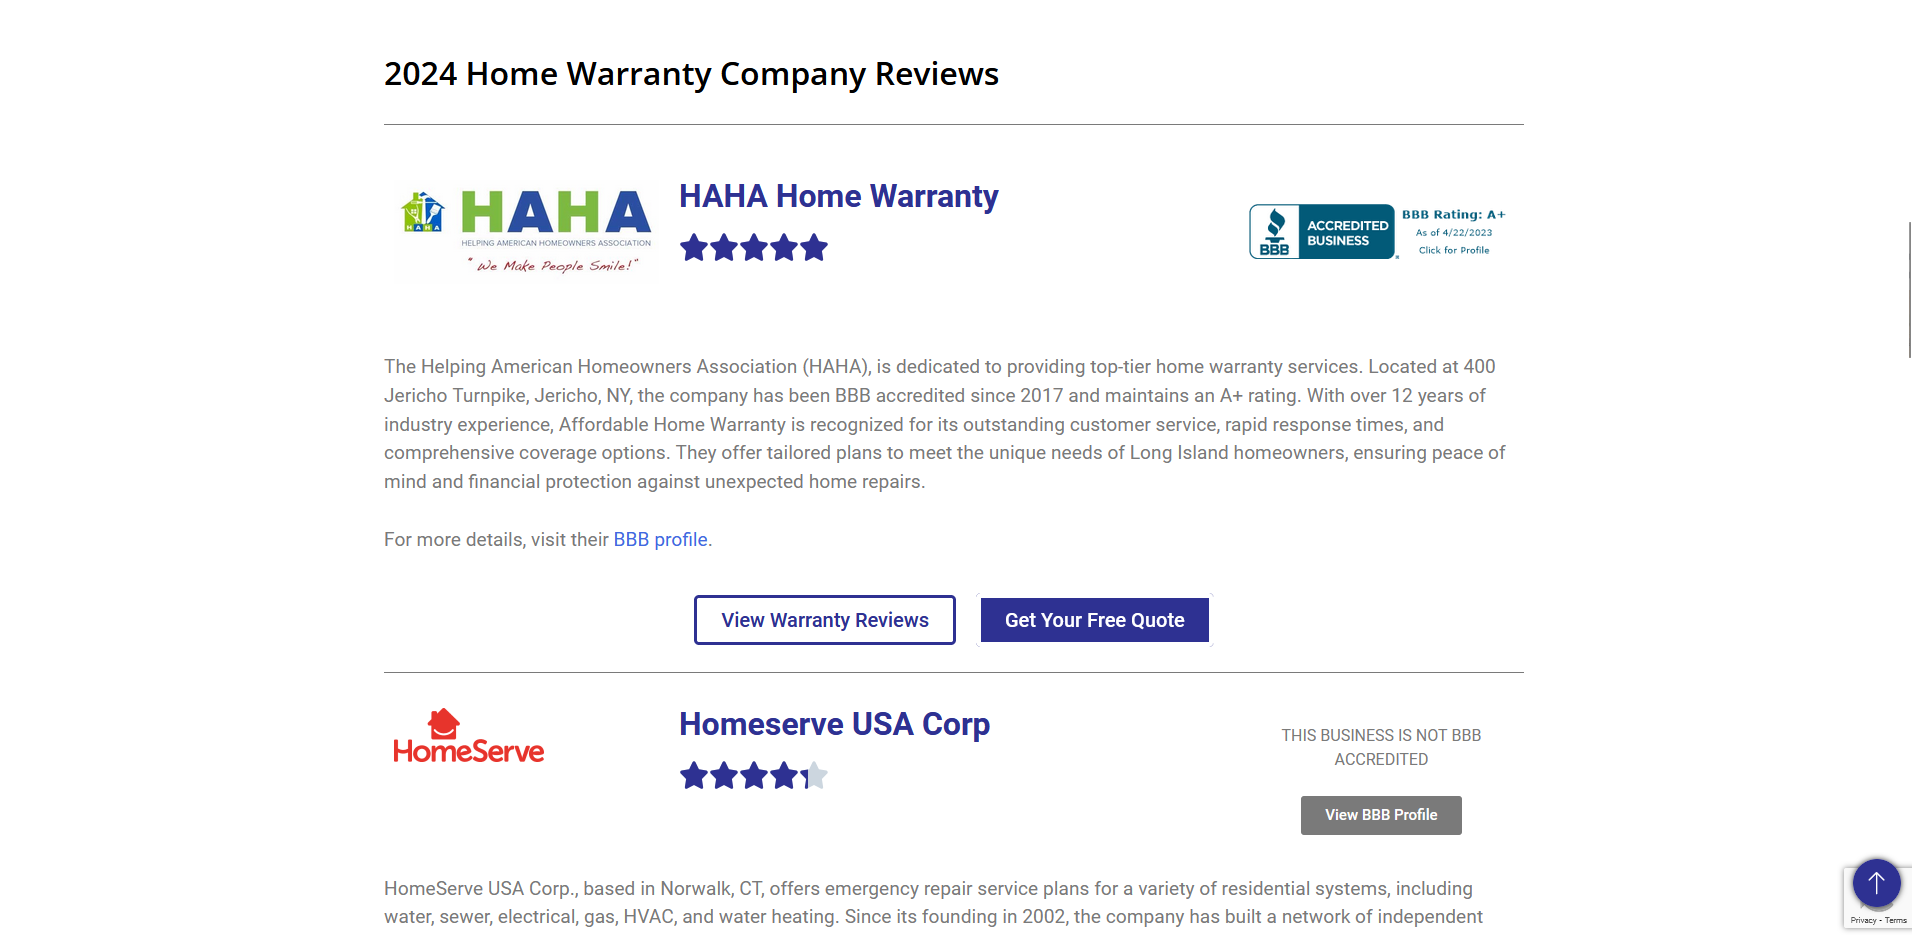 2024 Home Warranty Company Reviews
HAHA
HAHA
HELPING AMERICAN HOMEOWNERS ASSOCIATION
"We Make People Smile!"
HAHA Home Warranty
BBB
ACCREDITED
BUSINESS
BBB Rating: A+
As of 4/22/2023
Click for Profile
The Helping American Homeowners Association (HAHA), is dedicated to providing top-tier home warranty services. Located at 400
Jericho Turnpike, Jericho, NY, the company has been BBB accredited since 2017 and maintains an A+ rating. With over 12 years of
industry experience, Affordable Home Warranty is recognized for its outstanding customer service, rapid response times, and
comprehensive coverage options. They offer tailored plans to meet the unique needs of Long Island homeowners, ensuring peace of
mind and financial protection against unexpected home repairs.
For more details, visit their BBB profile.
View Warranty Reviews
Get Your Free Quote
HomeServe
Homeserve USA Corp
THIS BUSINESS IS NOT BBB
ACCREDITED
View BBB Profile
HomeServe USA Corp., based in Norwalk, CT, offers emergency repair service plans for a variety of residential systems, including
water, sewer, electrical, gas, HVAC, and water heating. Since its founding in 2002, the company has built a network of independent
Privacy - Terms